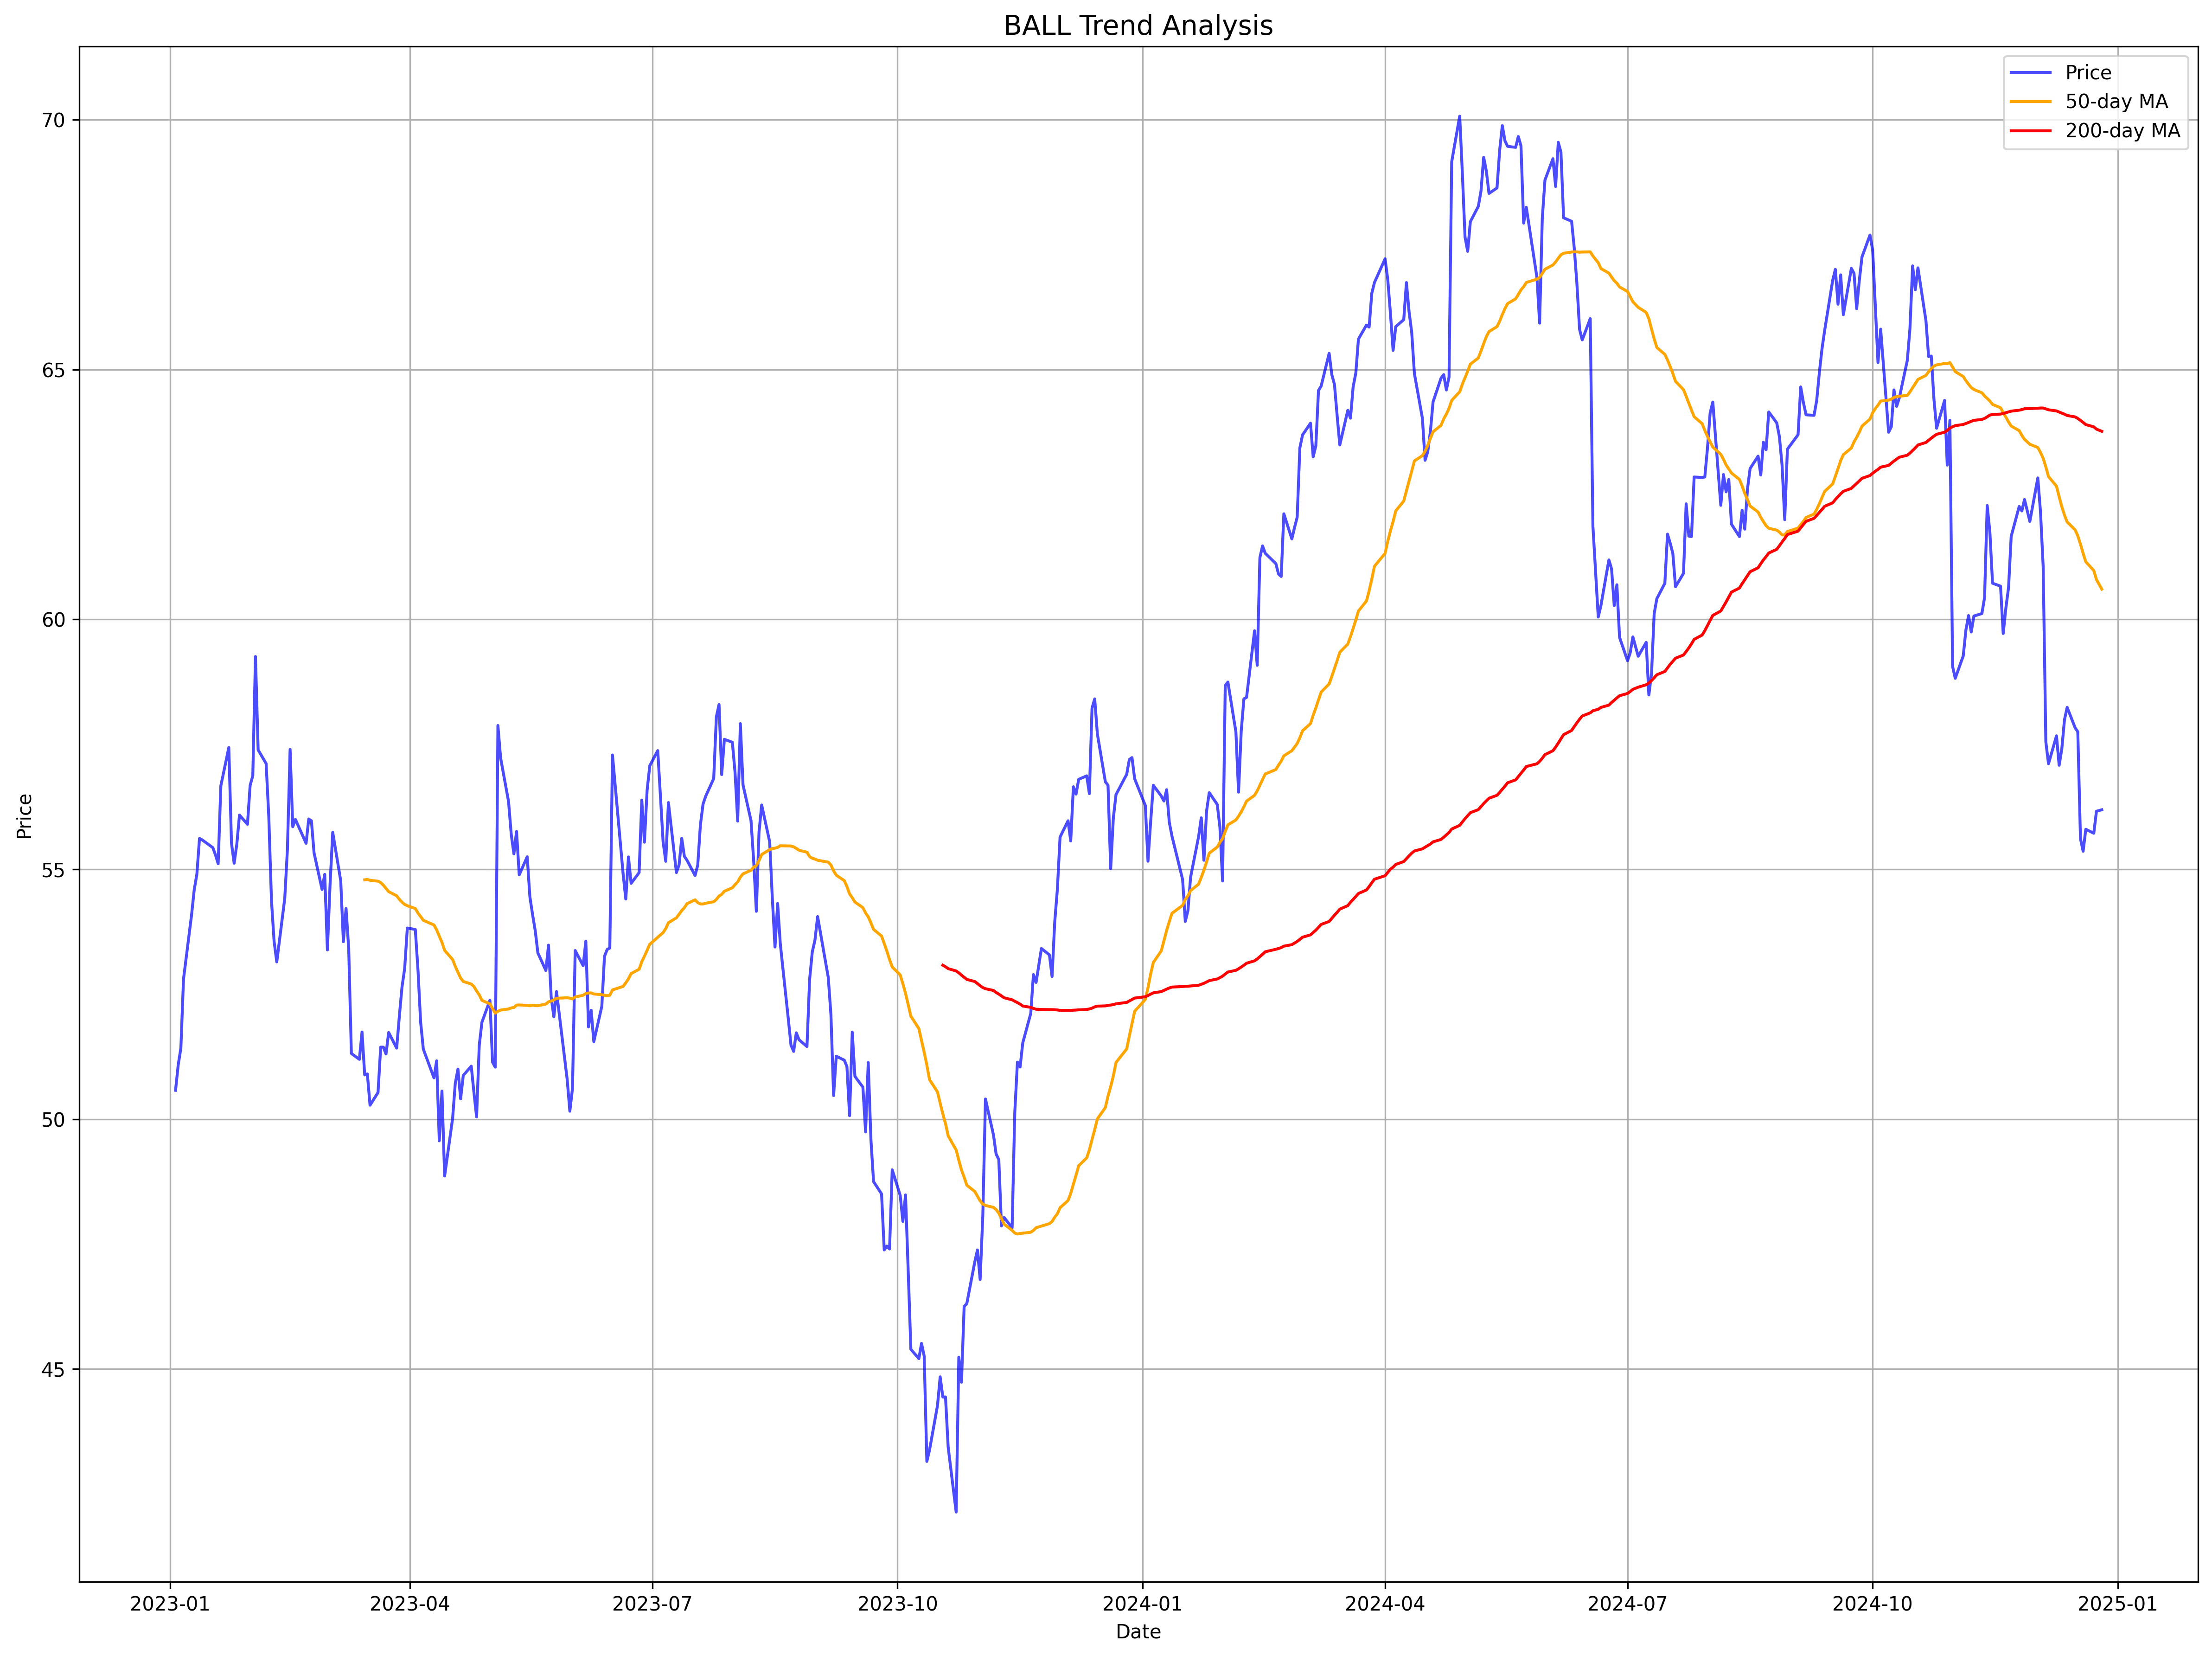 BALL Trend Analysis
Price
50-day MA
200-day MA
70
65
60
55
50
45
Price
2023-01
2023-04
2023-07
2023-10
2024-01
2024-04
2024-07
2024-10
2025-01
Date